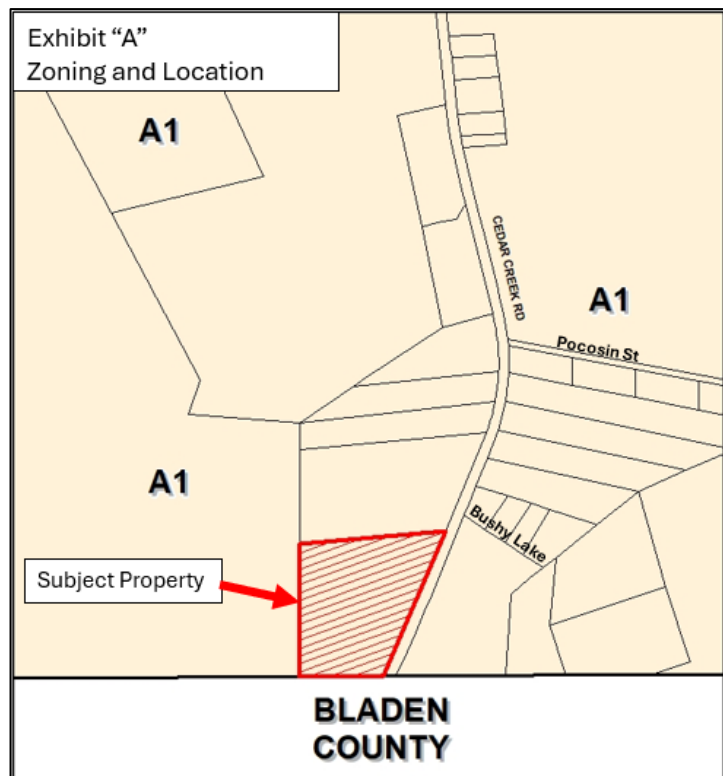 Exhibit “A”
Zoning and Location
A1
CEDAR CREEK RD
A1
Pocosin St
A1
Bushy Lake
Subject Property
BLADEN
COUNTY